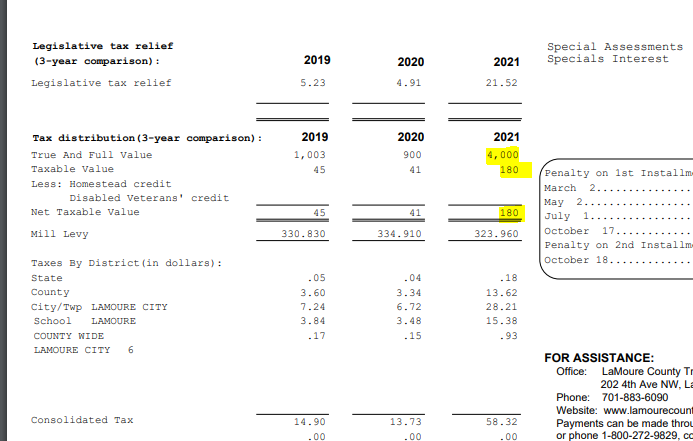 Legislative tax relief
(3-year comparison): 2019 2020 2021
Legislative tax relief 5.23 4.91 21.52
Tax distribution(3-year comparison): 2019 2020 2021
True And Full Value 1,003 900 4,000
Taxable Value 45 41 180
Less: Homestead credit
Disabled Veterans' credit
Net Taxable Value 45 41 180
Mill Levy 330.830 334.910 323.960
Taxes By District(in dollars):
State .05 .04 .18
County 3.60 3.34 13.62
City/Twp LAMOURE CITY 7.24 6.72 28.21
School LAMOURE 3.84 3.48 15.38
COUNTY WIDE .17 .15 .93
LAMOURE CITY 6
Consolidated Tax 14.90 13.73 58.32
.00 .00 .00
Special Assessments
Specials Interest
Penalty on 1st Installm
March 2..............
May 2..............
July 1..............
October 17............
Penalty on 2nd Installm
October 18............
FOR ASSISTANCE:
Office: LaMoure County Tr
202 4th Ave NW, La
Phone: 701-883-6090
Website: www.lamourecount
Payments can be made throu
or phone 1-800-272-9829, co